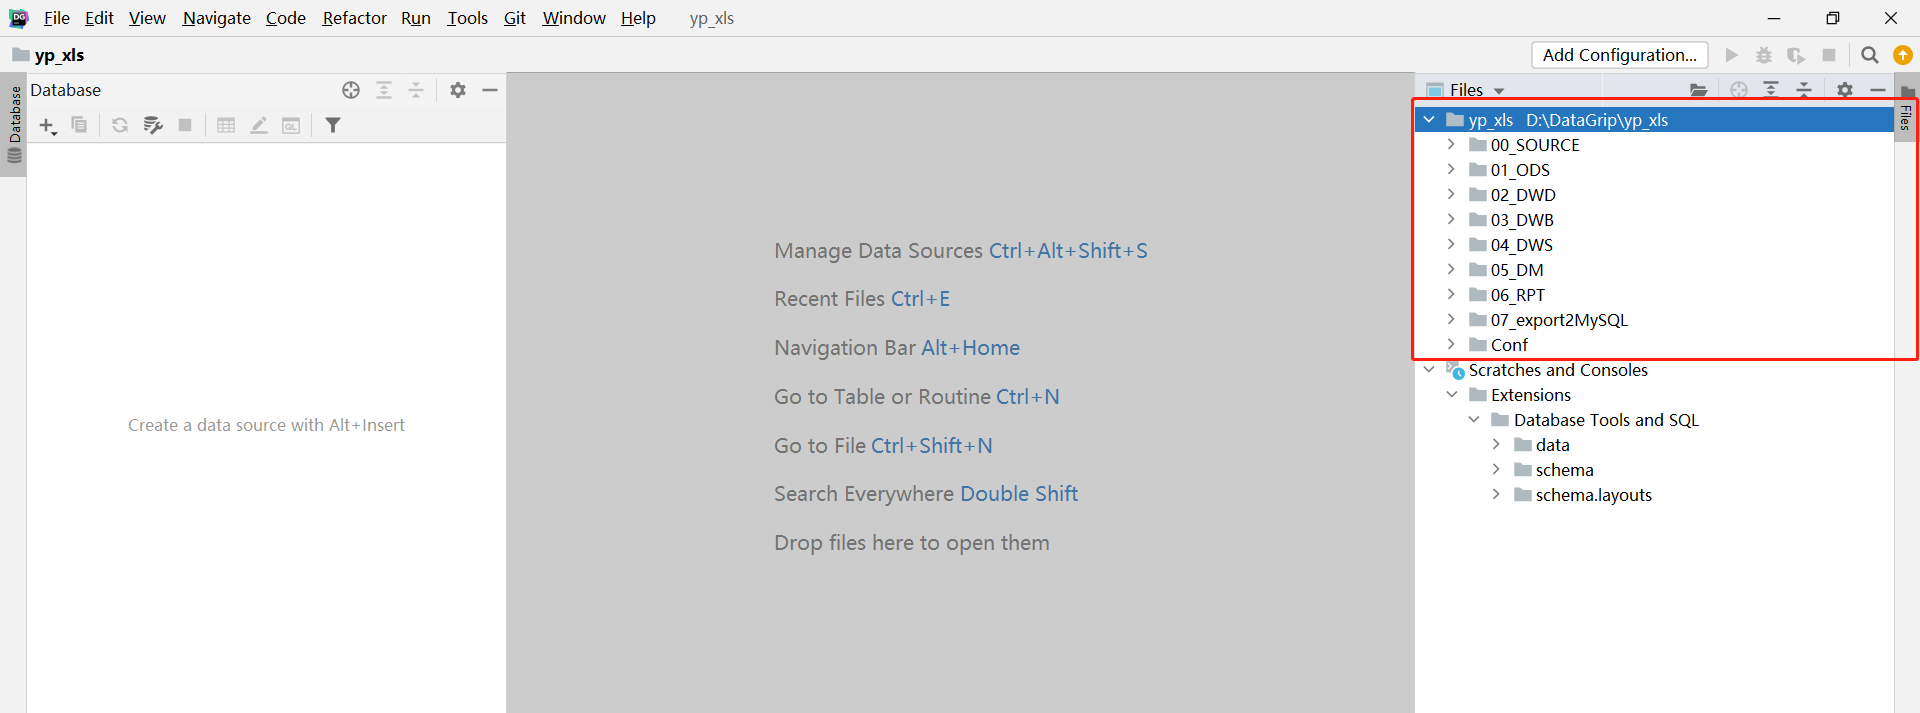 DG File Edit View Navigate Code Refactor Run Tools Git Window Help yp_xls
yp_xls Add Configuration...
Database
Database
Files
Files
yp_xls D:\DataGrip\yp_xls
00_SOURCE
01_ODS
02_DWD
03_DWB
04_DWS
05_DM
06_RPT
07_export2MySQL
Conf
Scratches and Consoles
Extensions
Database Tools and SQL
data
schema
schema.layouts
QL
Create a data source with Alt+Insert
Manage Data Sources Ctrl+Alt+Shift+S
Recent Files Ctrl+E
Navigation Bar Alt+Home
Go to Table or Routine Ctrl+N
Go to File Ctrl+Shift+N
Search Everywhere Double Shift
Drop files here to open them